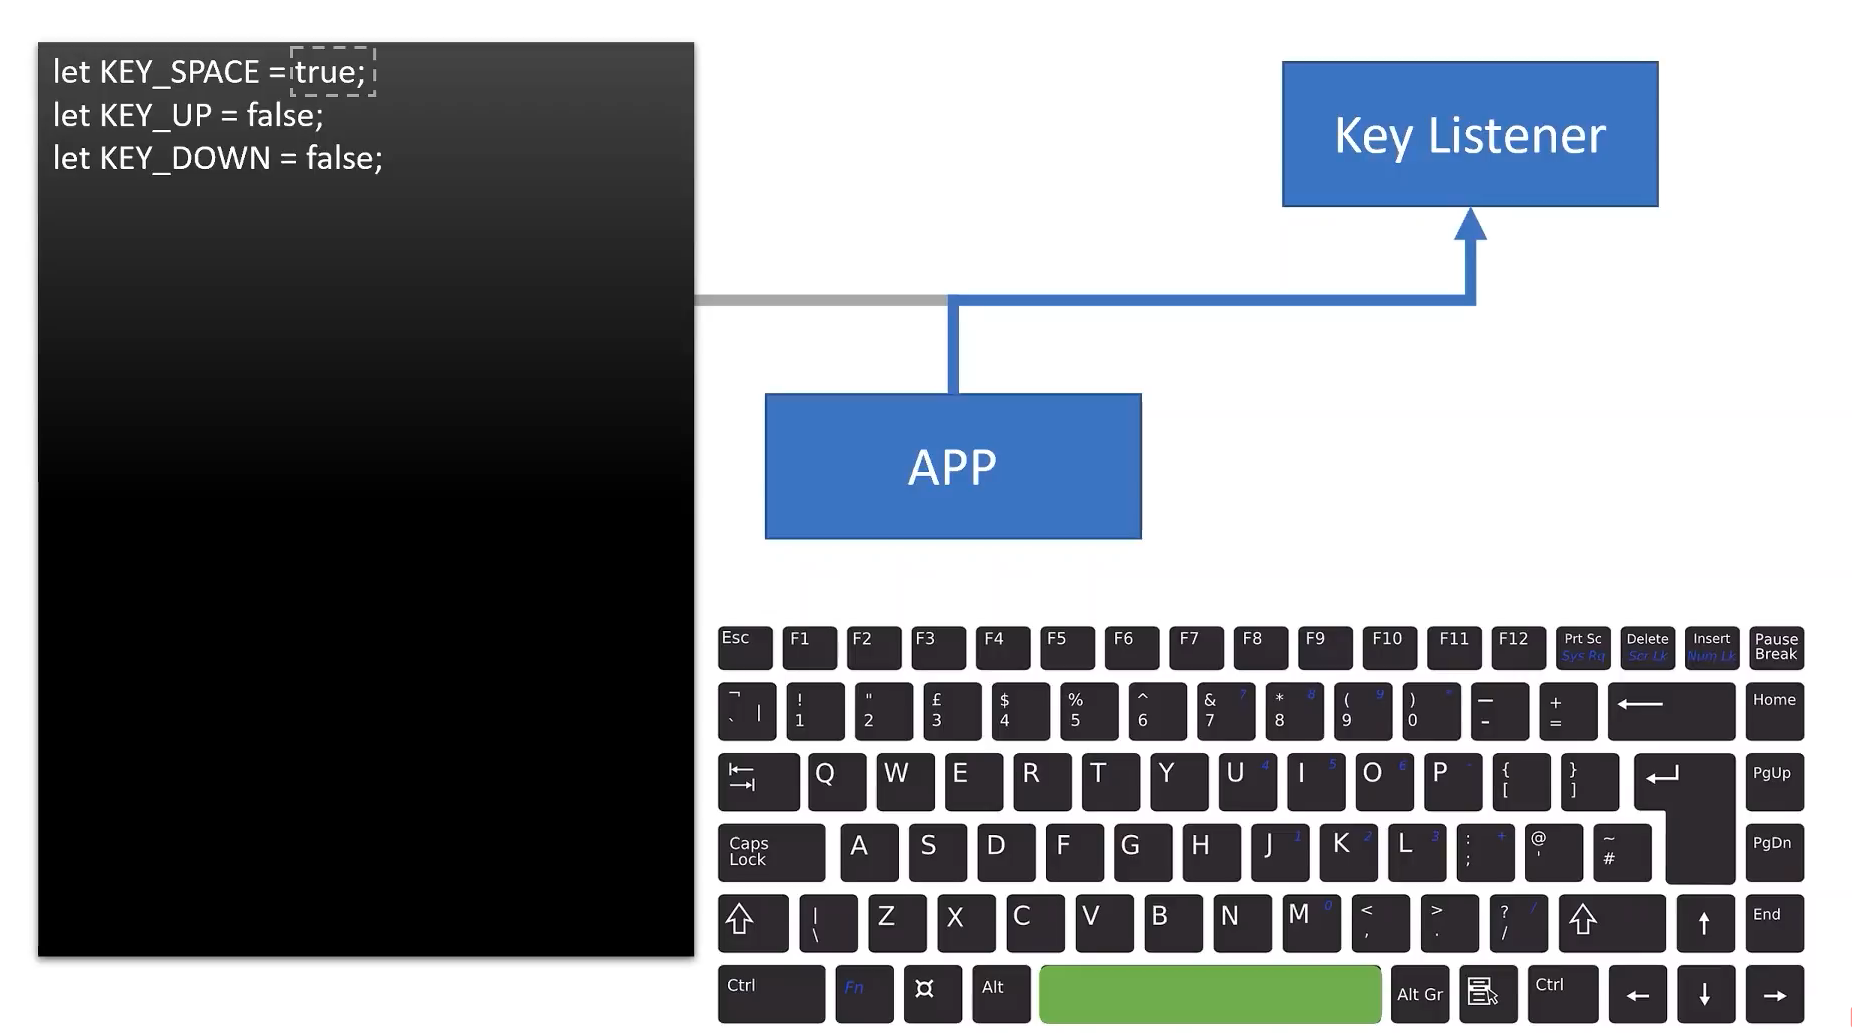 let KEY_SPACE = true;
let KEY_UP = false;
let KEY_DOWN = false;
Key Listener
APP
Esc F1 F2 F3 F4 F5 F6 F7 F8 F9 F10 F11 F12 Prt Sc Delete Insert Pause
Sys Rq Scr Lk Num Lk Break
¬ ! " £ $ % ^ & 7 * 8 ( 9 ) * — + ← Home
` | 1 2 3 4 5 6 7 8 9 0 - =
Q W E R T Y U 4 I 5 O 6 P - { } PgUp
[ ]
Caps A S D F G H J 1 K 2 L 3 : + @ ~ PgDn
Lock ; ' #
| Z X C V B N M 0 < > ? / ↑ End
\ , . /
Ctrl Fn ¤ Alt Alt Gr Ctrl ← ↓ →